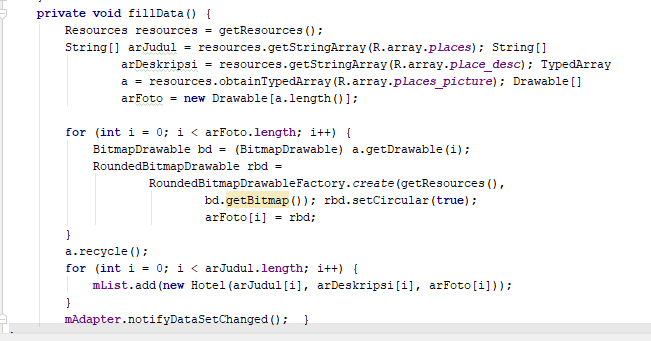 private void fillData() {
Resources resources = getResources();
String[] arJudul = resources.getStringArray(R.array.places); String[]
arDeskripsi = resources.getStringArray(R.array.place_desc); TypedArray
a = resources.obtainTypedArray(R.array.places_picture); Drawable[]
arFoto = new Drawable[a.length()];
for (int i = 0; i < arFoto.length; i++) {
BitmapDrawable bd = (BitmapDrawable) a.getDrawable(i);
RoundedBitmapDrawable rbd =
RoundedBitmapDrawableFactory.create(getResources(),
bd.getBitmap()); rbd.setCircular(true);
arFoto[i] = rbd;
}
a.recycle();
for (int i = 0; i < arJudul.length; i++) {
mList.add(new Hotel(arJudul[i], arDeskripsi[i], arFoto[i]));
}
mAdapter.notifyDataSetChanged(); }